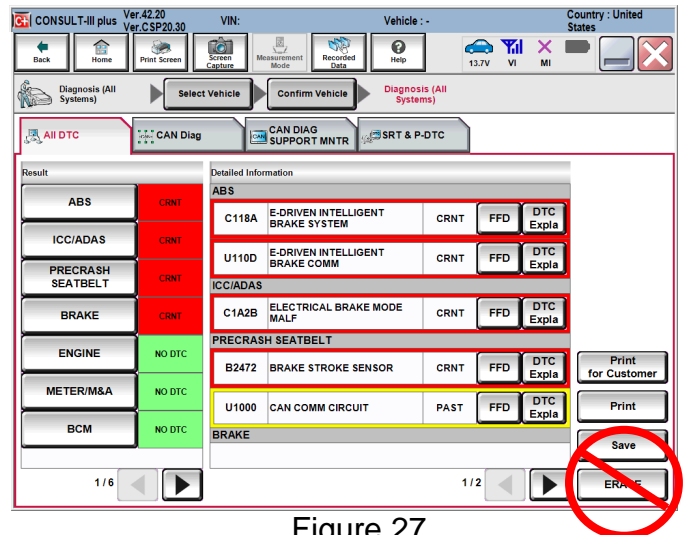 CONSULT-III plus Ver.42.20 Ver.CSP20.30 VIN: Vehicle : - Country : United States
Back Home Print Screen Screen Capture Measurement Mode Recorded Data Help 13.7V VI MI
Diagnosis (All Systems) Select Vehicle Confirm Vehicle Diagnosis (All Systems)
All DTC CAN Diag CAN DIAG SUPPORT MNTR SRT & P-DTC
Result
ABS CRNT
ICC/ADAS CRNT
PRECRASH SEATBELT CRNT
BRAKE CRNT
ENGINE NO DTC
METER/M&A NO DTC
BCM NO DTC
1/6
Detailed Information
ABS
C118A E-DRIVEN INTELLIGENT BRAKE SYSTEM CRNT FFD DTC Expla
U110D E-DRIVEN INTELLIGENT BRAKE COMM CRNT FFD DTC Expla
ICC/ADAS
C1A2B ELECTRICAL BRAKE MODE MALF CRNT FFD DTC Expla
PRECRASH SEATBELT
B2472 BRAKE STROKE SENSOR CRNT FFD DTC Expla
U1000 CAN COMM CIRCUIT PAST FFD DTC Expla
BRAKE
1/2
Print for Customer
Print
Save
ERASE
Figure 27